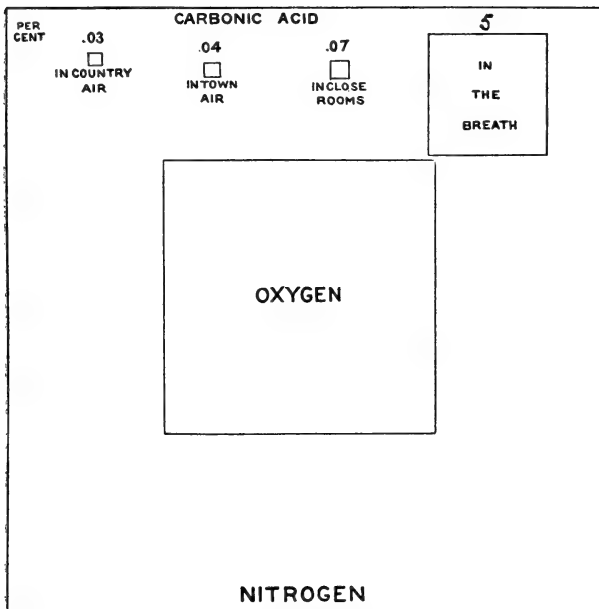 PER
CENT
CARBONIC ACID
.03
IN COUNTRY
AIR
.04
IN TOWN
AIR
.07
IN CLOSE
ROOMS
5
IN
THE
BREATH
OXYGEN
NITROGEN